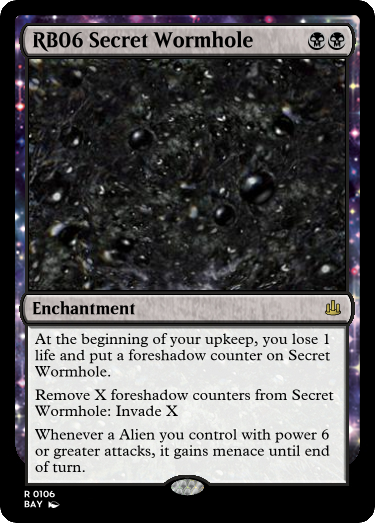 RB06 Secret Wormhole
Enchantment
At the beginning of your upkeep, you lose 1
life and put a foreshadow counter on Secret
Wormhole.
Remove X foreshadow counters from Secret
Wormhole: Invade X
Whenever a Alien you control with power 6
or greater attacks, it gains menace until end
of turn.
R 0106
BAY